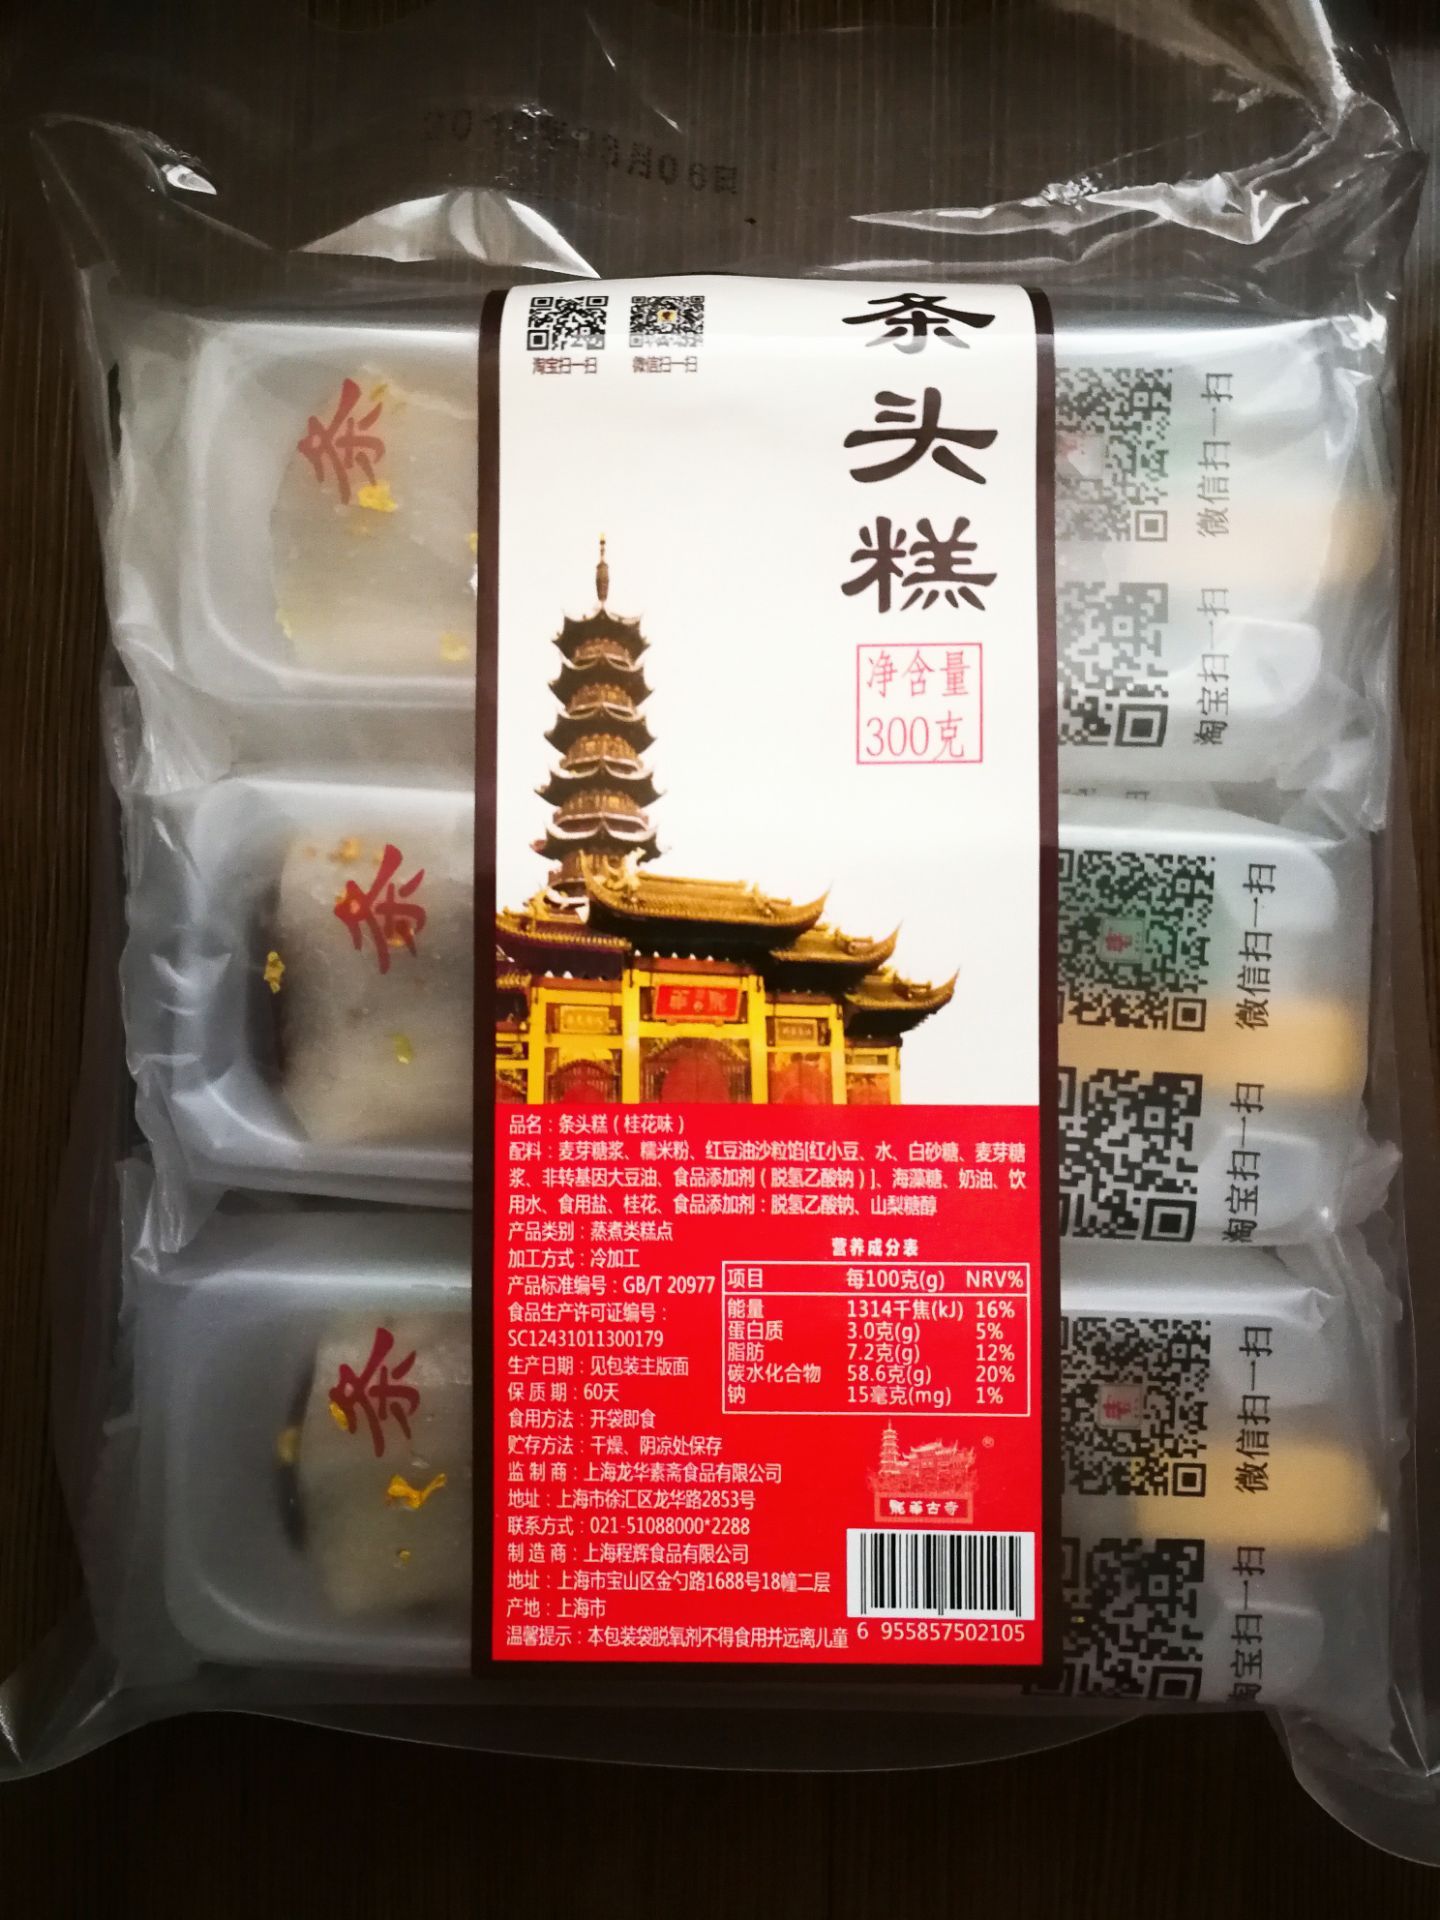 淘宝扫一扫
微信扫一扫
条头糕
净含量
300克
品名：条头糕（桂花味）
配料：麦芽糖浆、糯米粉、红豆油沙粒馅[红小豆、水、白砂糖、麦芽糖
浆、非转基因大豆油、食品添加剂（脱氢乙酸钠）]、海藻糖、奶油、饮
用水、食用盐、桂花、食品添加剂：脱氢乙酸钠、山梨糖醇
产品类别：蒸煮类糕点
加工方式：冷加工
产品标准编号：GB/T 20977
食品生产许可证编号：
SC12431011300179
生产日期：见包装主版面
保质期：60天
食用方法：开袋即食
贮存方法：干燥、阴凉处保存
监制商：上海龙华素斋食品有限公司
地址：上海市徐汇区龙华路2853号
联系方式：021-51088000*2288
制造商：上海程辉食品有限公司
地址：上海市宝山区金勺路1688号18幢二层
产地：上海市
温馨提示：本包装袋脱氧剂不得食用并远离儿童
营养成分表
项目 每100克(g) NRV%
能量 1314千焦(kJ) 16%
蛋白质 3.0克(g) 5%
脂肪 7.2克(g) 12%
碳水化合物 58.6克(g) 20%
钠 15毫克(mg) 1%
龍華古寺
6 955857502105
条
条
条
微信扫一扫
淘宝扫一扫
微信扫一扫
淘宝扫一扫
微信扫一扫
淘宝扫一扫